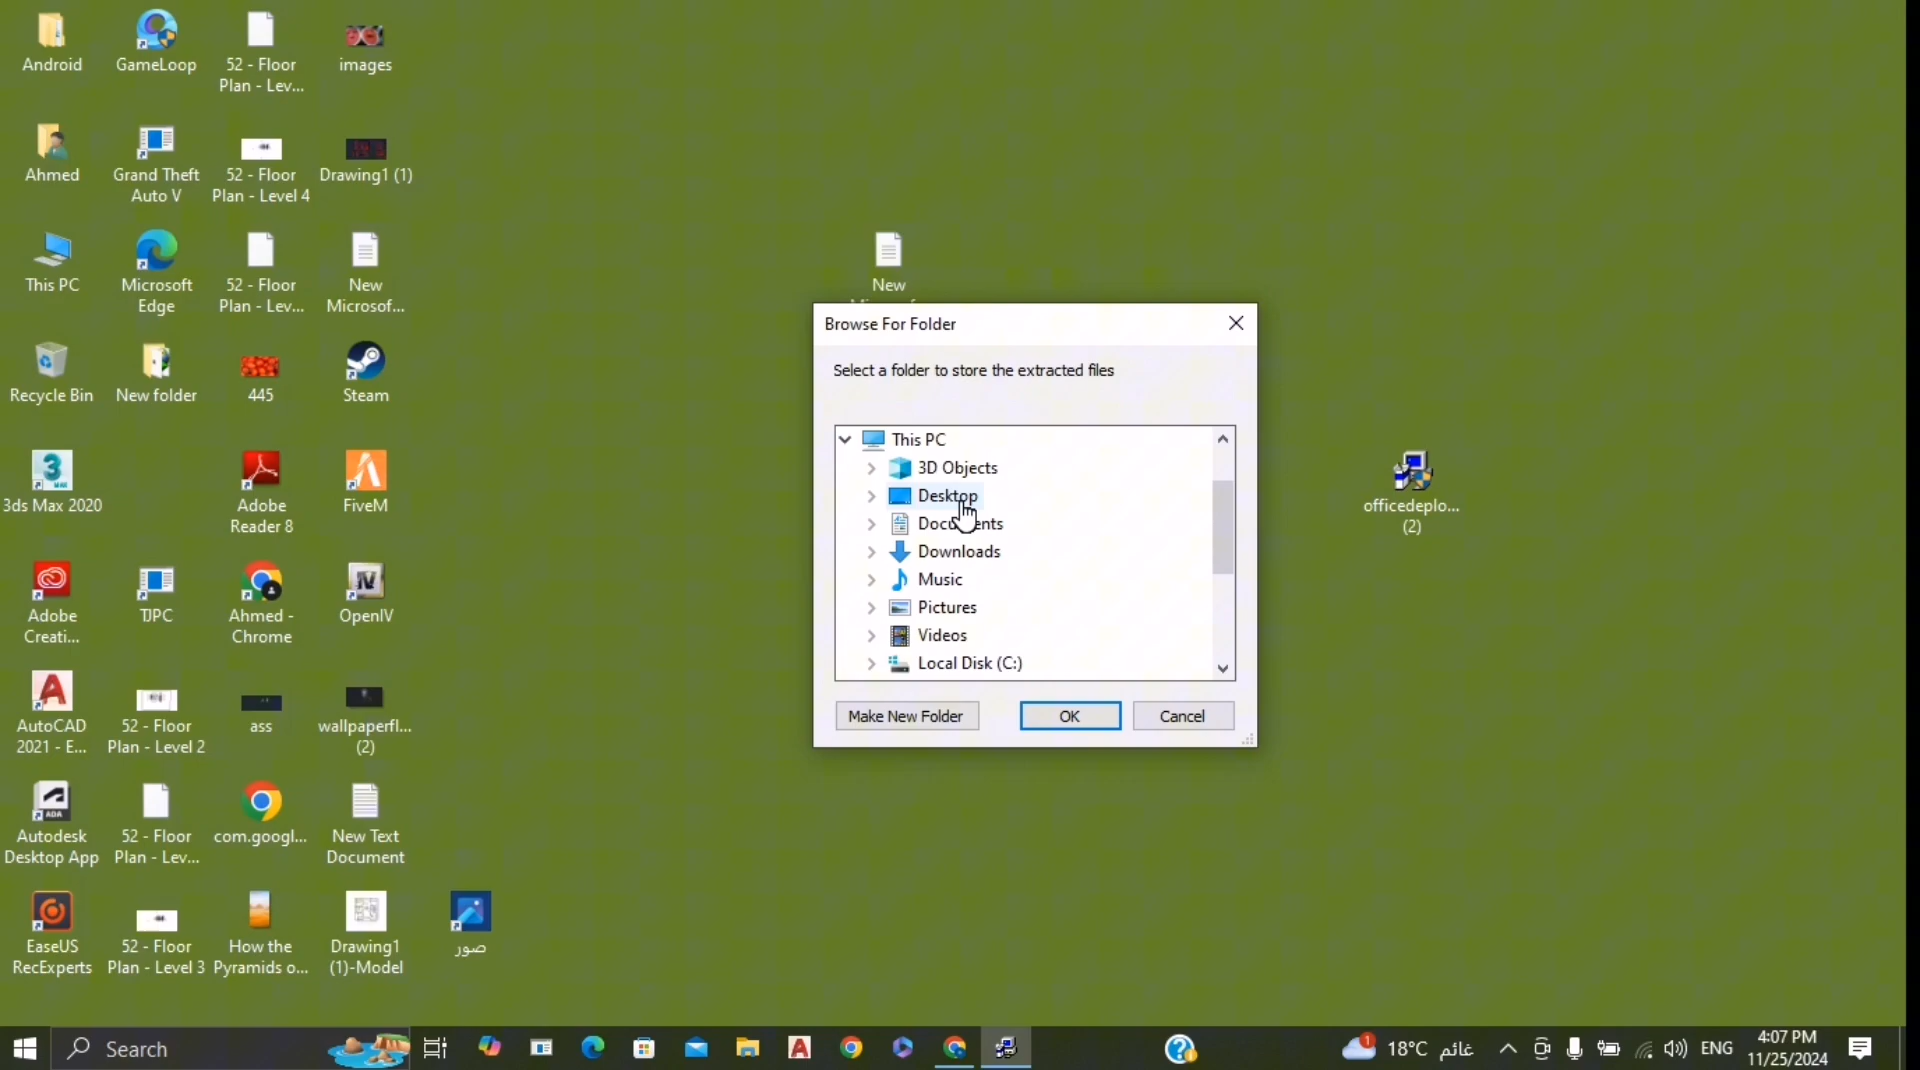 Android
GameLoop
52 - Floor
Plan - Lev...
images
Ahmed
Grand Theft
Auto V
52 - Floor
Plan - Level 4
Drawing1 (1)
This PC
Microsoft
Edge
52 - Floor
Plan - Lev...
New
Microsof...
New
Recycle Bin
New folder
445
Steam
3ds Max 2020
Adobe
Reader 8
FiveM
Adobe
Creati...
TJPC
Ahmed -
Chrome
OpenIV
AutoCAD
2021 - E...
52 - Floor
Plan - Level 2
ass
wallpaperfl...
(2)
Autodesk
Desktop App
52 - Floor
Plan - Lev...
com.googl...
New Text
Document
EaseUS
RecExperts
52 - Floor
Plan - Level 3
How the
Pyramids o...
Drawing1
(1)-Model
صور
officedeplo...
(2)
Browse For Folder
Select a folder to store the extracted files
This PC
3D Objects
Desktop
Documents
Downloads
Music
Pictures
Videos
Local Disk (C:)
Make New Folder
OK
Cancel
Search
1
18°C غائم
ENG
4:07 PM
11/25/2024